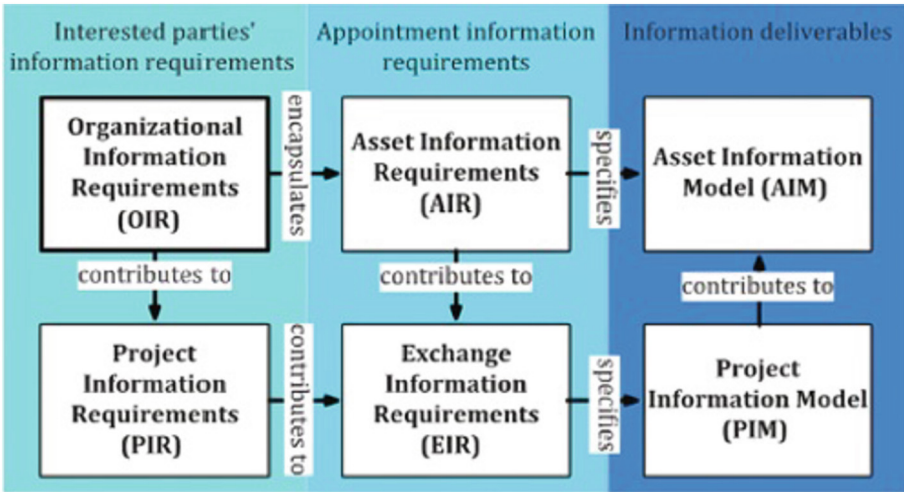 Interested parties'
information requirements
Appointment information
requirements
Information deliverables
Organizational
Information
Requirements
(OIR)
encapsulates
Asset Information
Requirements
(AIR)
specifies
Asset Information
Model (AIM)
contributes to
contributes to
contributes to
Project
Information
Requirements
(PIR)
contributes to
Exchange
Information
Requirements
(EIR)
specifies
Project
Information Model
(PIM)